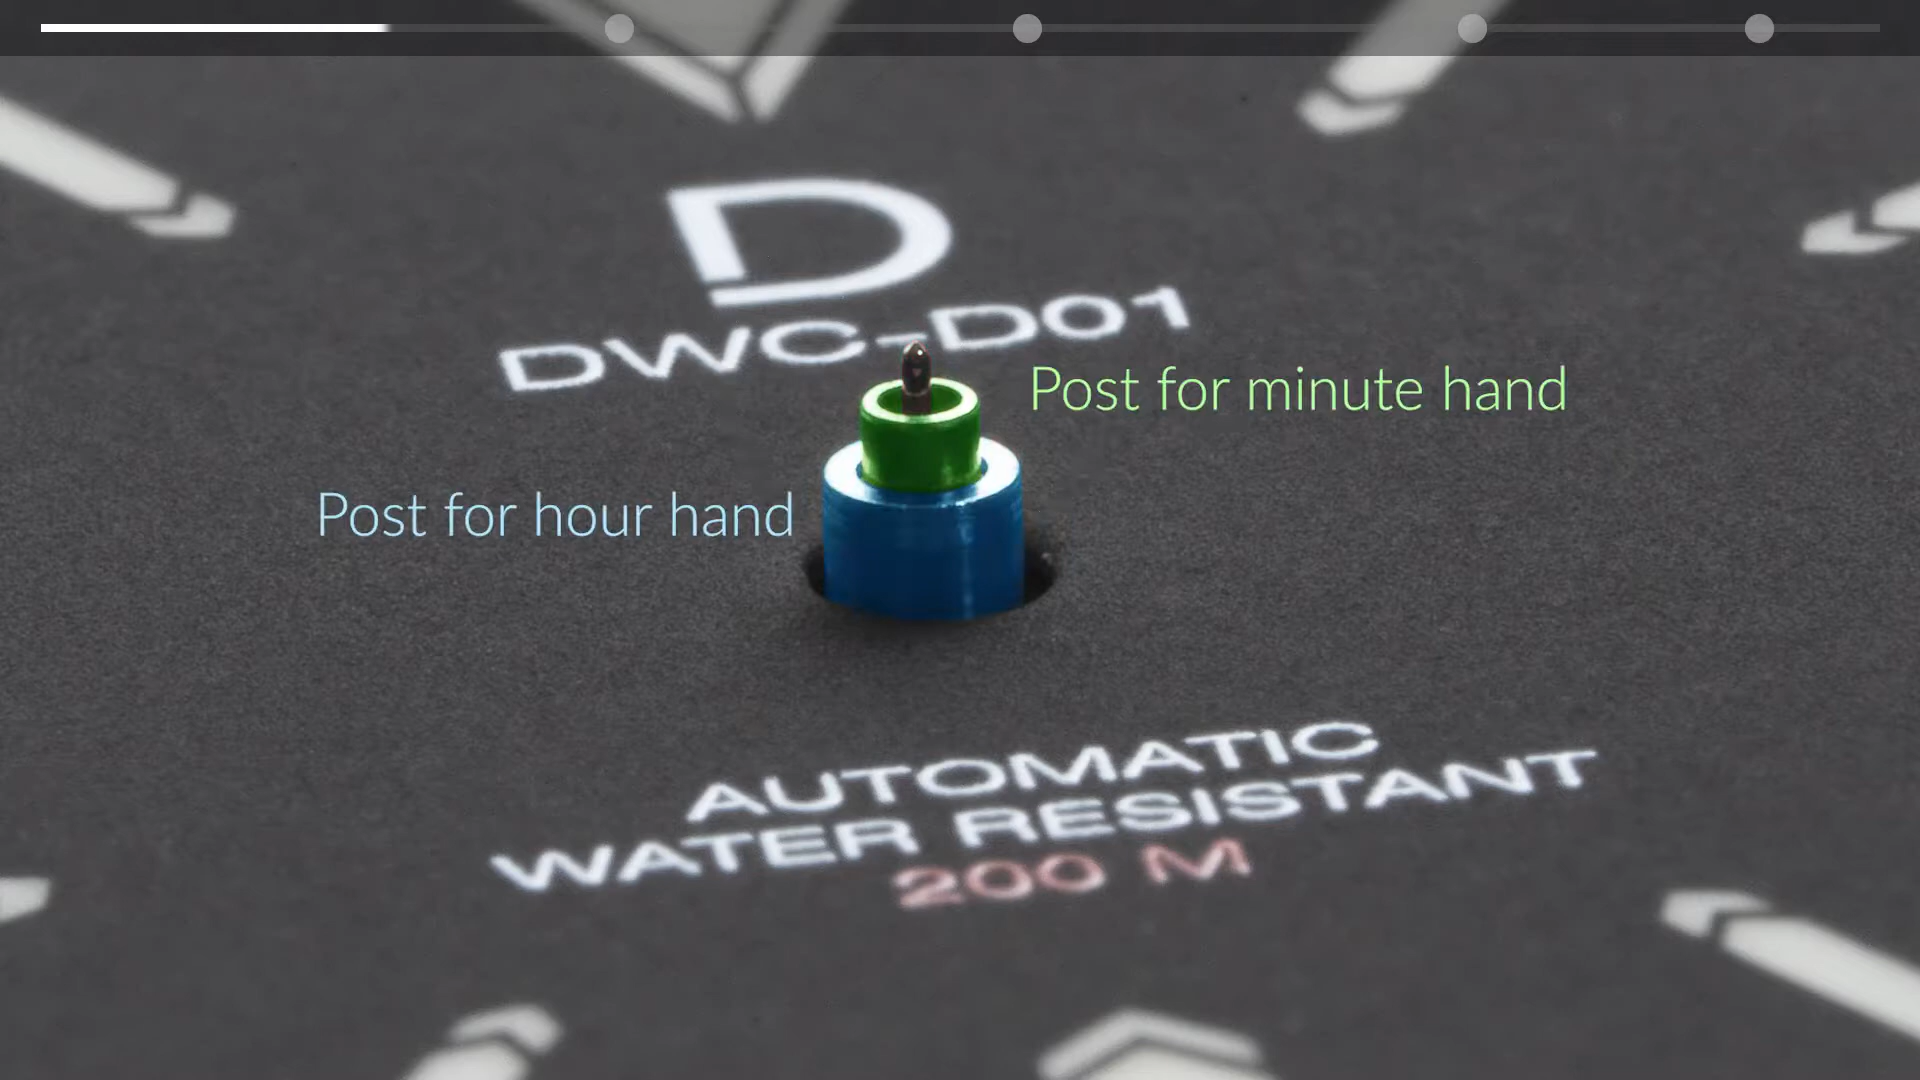 D
DWC-D01
Post for minute hand
Post for hour hand
AUTOMATIC
WATER RESISTANT
200 M